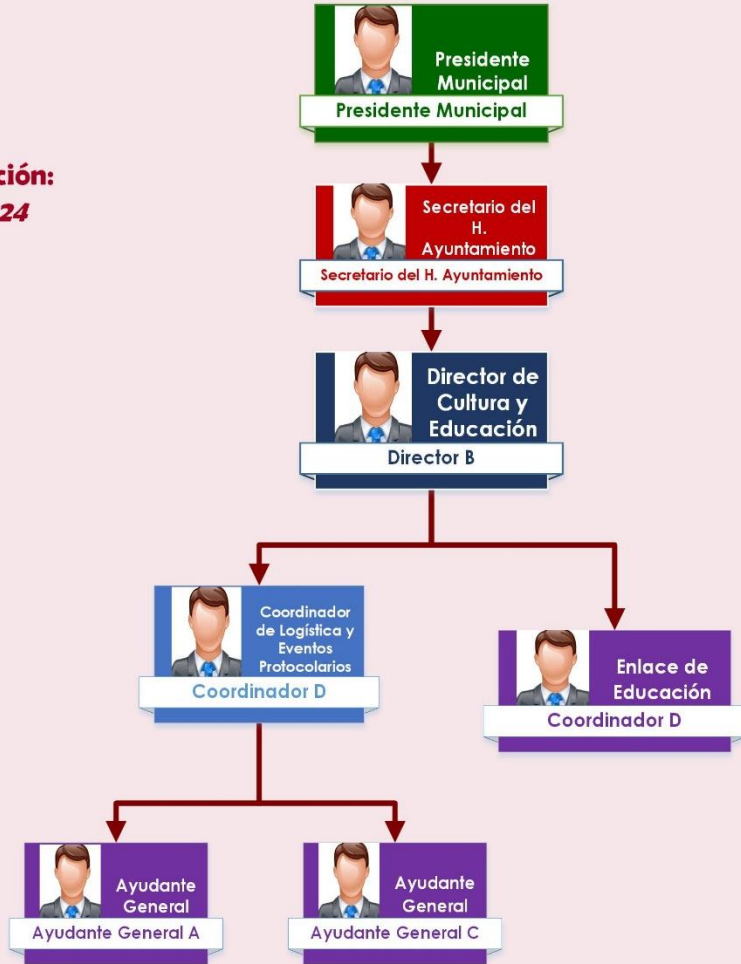 Presidente
Municipal
Presidente Municipal
24
Secretario del
H.
Ayuntamiento
Secretario del H. Ayuntamiento
Director de
Cultura y
Educación
Director B
Coordinador
de Logística y
Eventos
Protocolarios
Coordinador D
Enlace de
Educación
Coordinador D
Ayudante
General
Ayudante General A
Ayudante
General
Ayudante General C